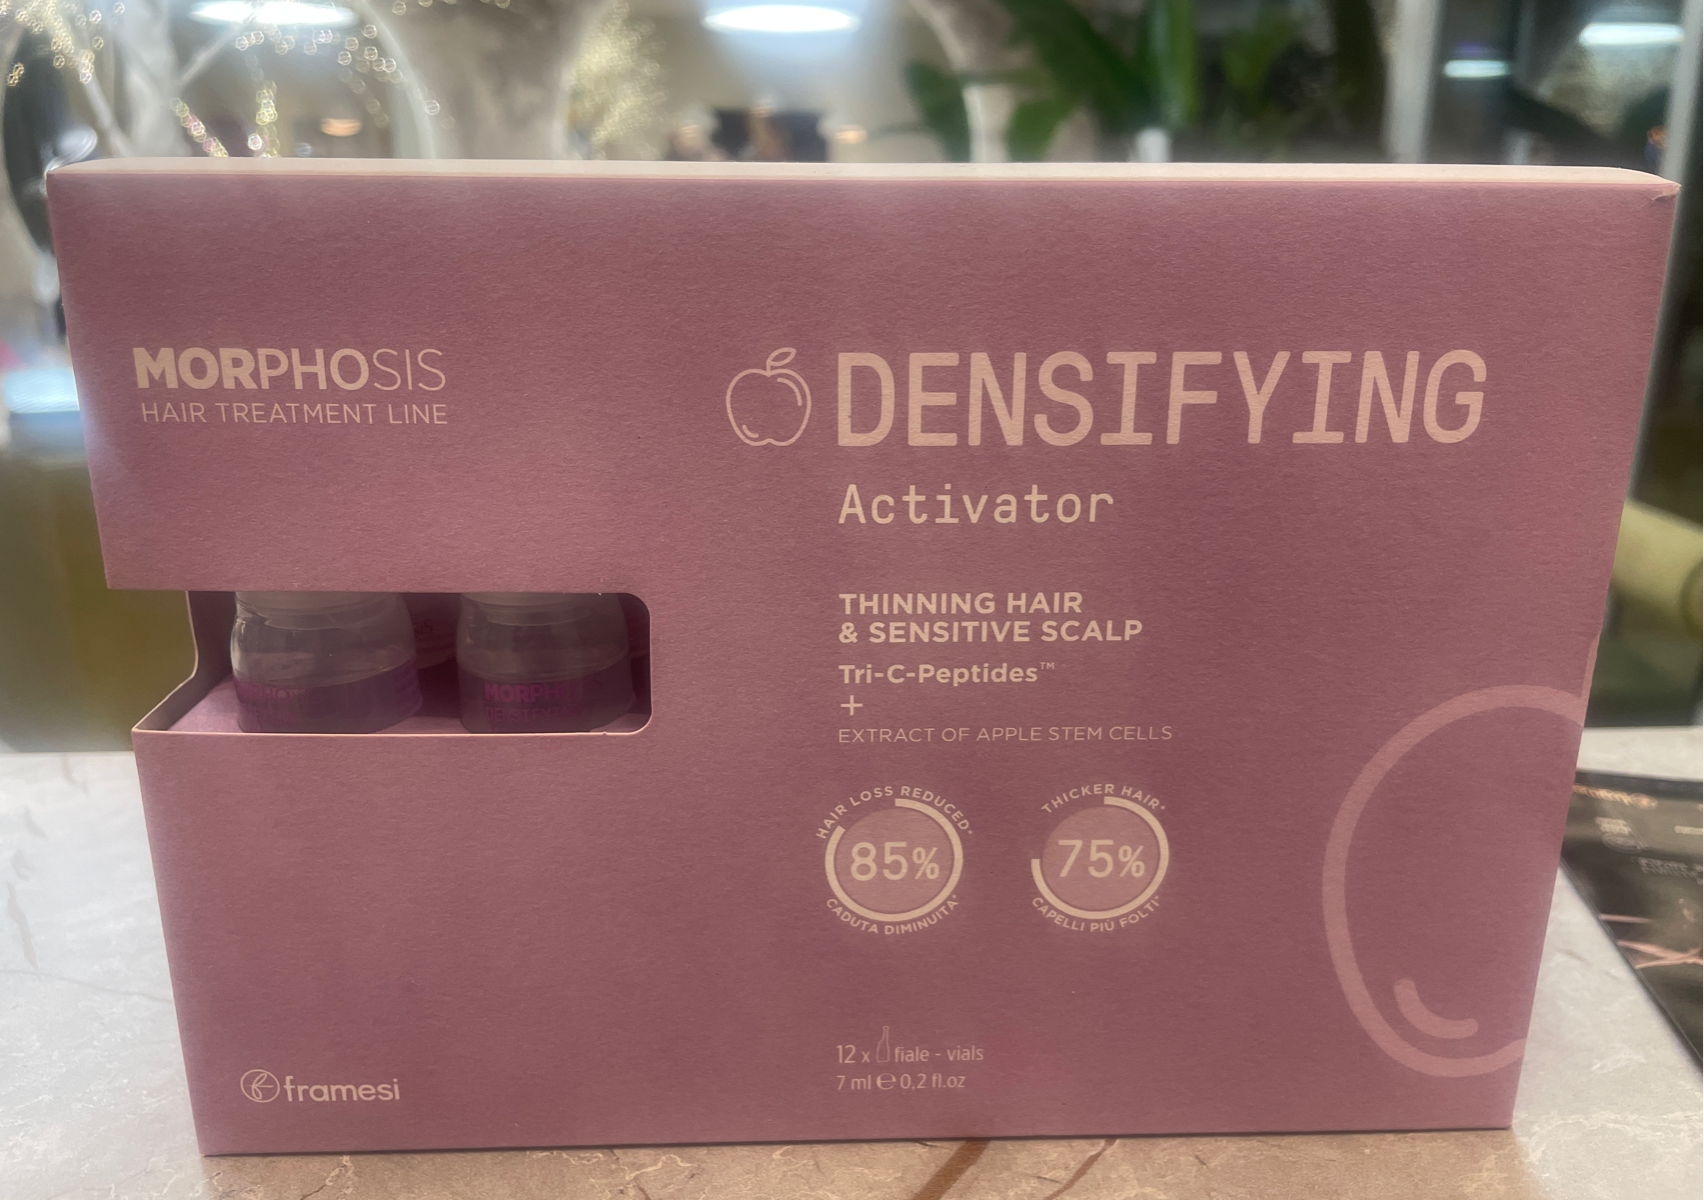 MORPHOSIS
HAIR TREATMENT LINE
DENSIFYING
Activator
THINNING HAIR
& SENSITIVE SCALP
Tri-C-Peptides™
+
EXTRACT OF APPLE STEM CELLS
HAIR LOSS REDUCED*
85%
CADUTA DIMINUITA*
THICKER HAIR*
75%
CAPELLI PIÙ FOLTI*
12 x fiale - vials
7 ml ℮ 0,2 fl.oz
framesi